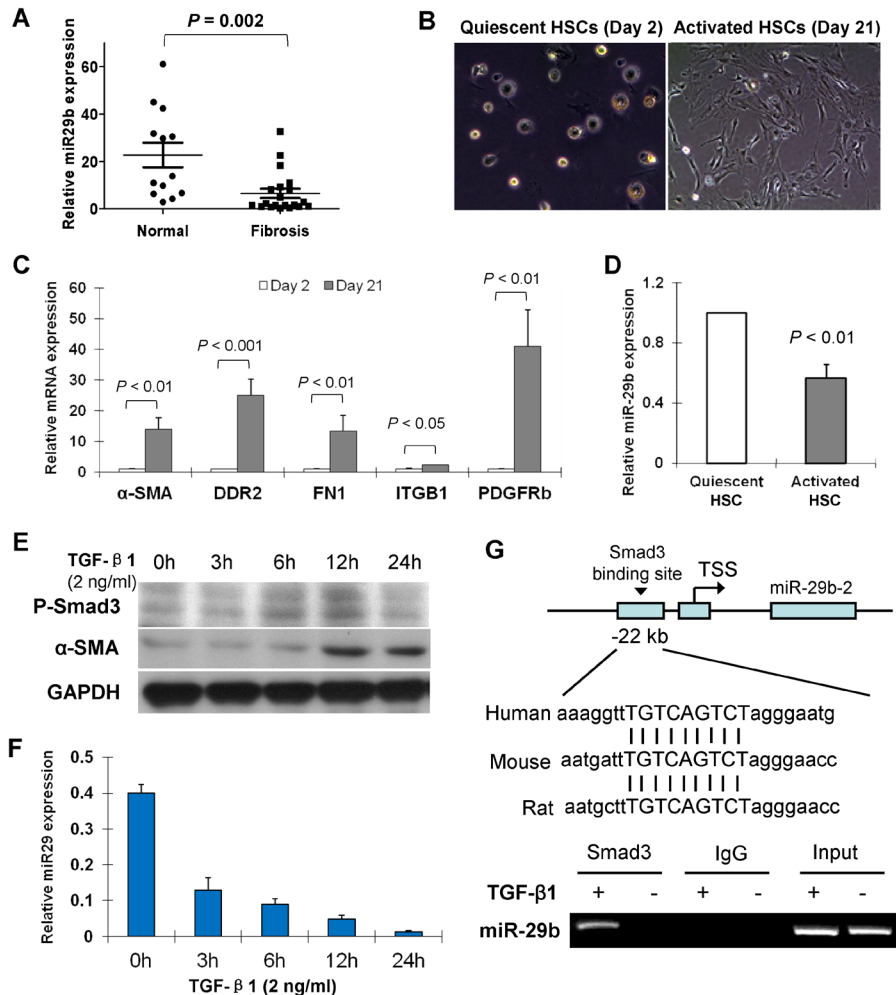 A
P = 0.002
Relative miR29b expression
60
40
20
0
Normal
Fibrosis
B
Quiescent HSCs (Day 2)
Activated HSCs (Day 21)
C
Relative mRNA expression
60
50
40
30
20
10
0
Day 2
Day 21
P < 0.01
P < 0.001
P < 0.01
P < 0.05
P < 0.01
α-SMA
DDR2
FN1
ITGB1
PDGFRb
D
Relative miR-29b expression
1.2
0.8
0.4
0
P < 0.01
Quiescent
HSC
Activated
HSC
E
TGF-β1
(2 ng/ml)
0h 3h 6h 12h 24h
P-Smad3
α-SMA
GAPDH
F
Relative miR29 expression
0.5
0.4
0.3
0.2
0.1
0
0h 3h 6h 12h 24h
TGF-β1 (2 ng/ml)
G
Smad3
binding site
TSS
miR-29b-2
-22 kb
Human aaaggttTGTCAGTCTagggaatg
Mouse aatgattTGTCAGTCTagggaacc
Rat aatgcttTGTCAGTCTagggaacc
Smad3 IgG Input
TGF-β1 + - + - + -
miR-29b